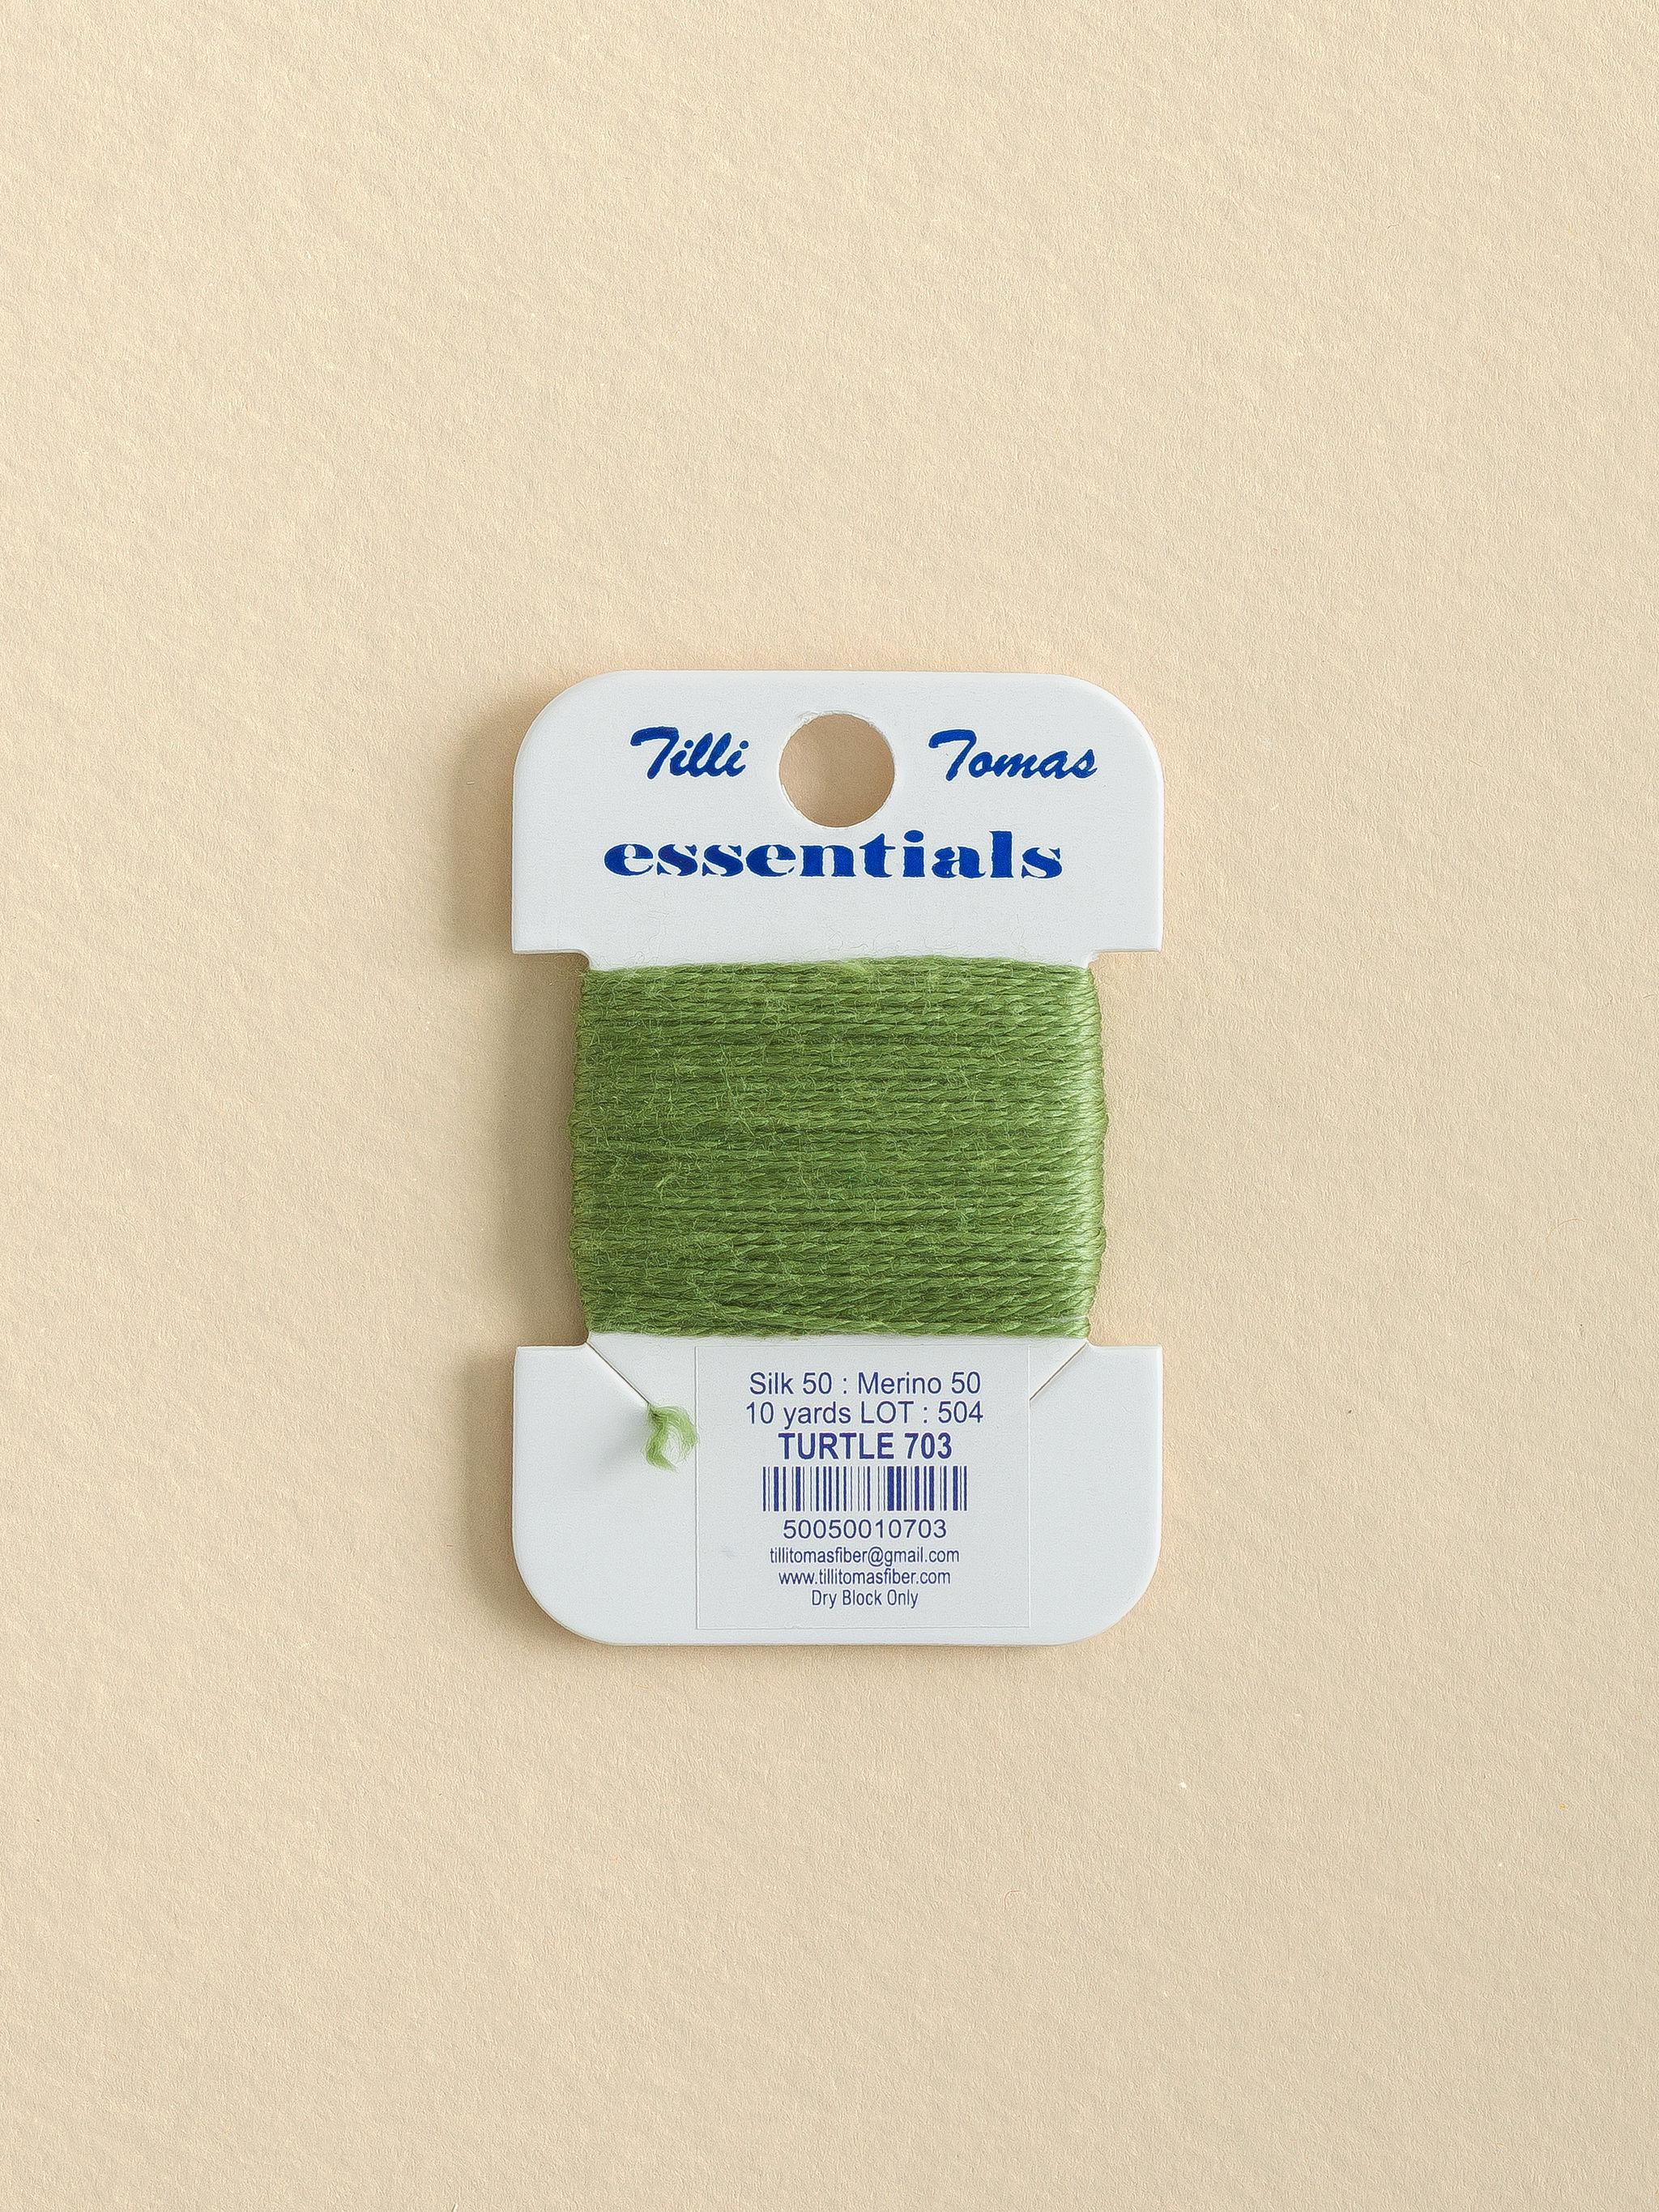 Tilli Tomas
essentials
Silk 50 : Merino 50
10 yards LOT : 504
TURTLE 703
50050010703
tillitomasfiber@gmail.com
www.tillitomasfiber.com
Dry Block Only